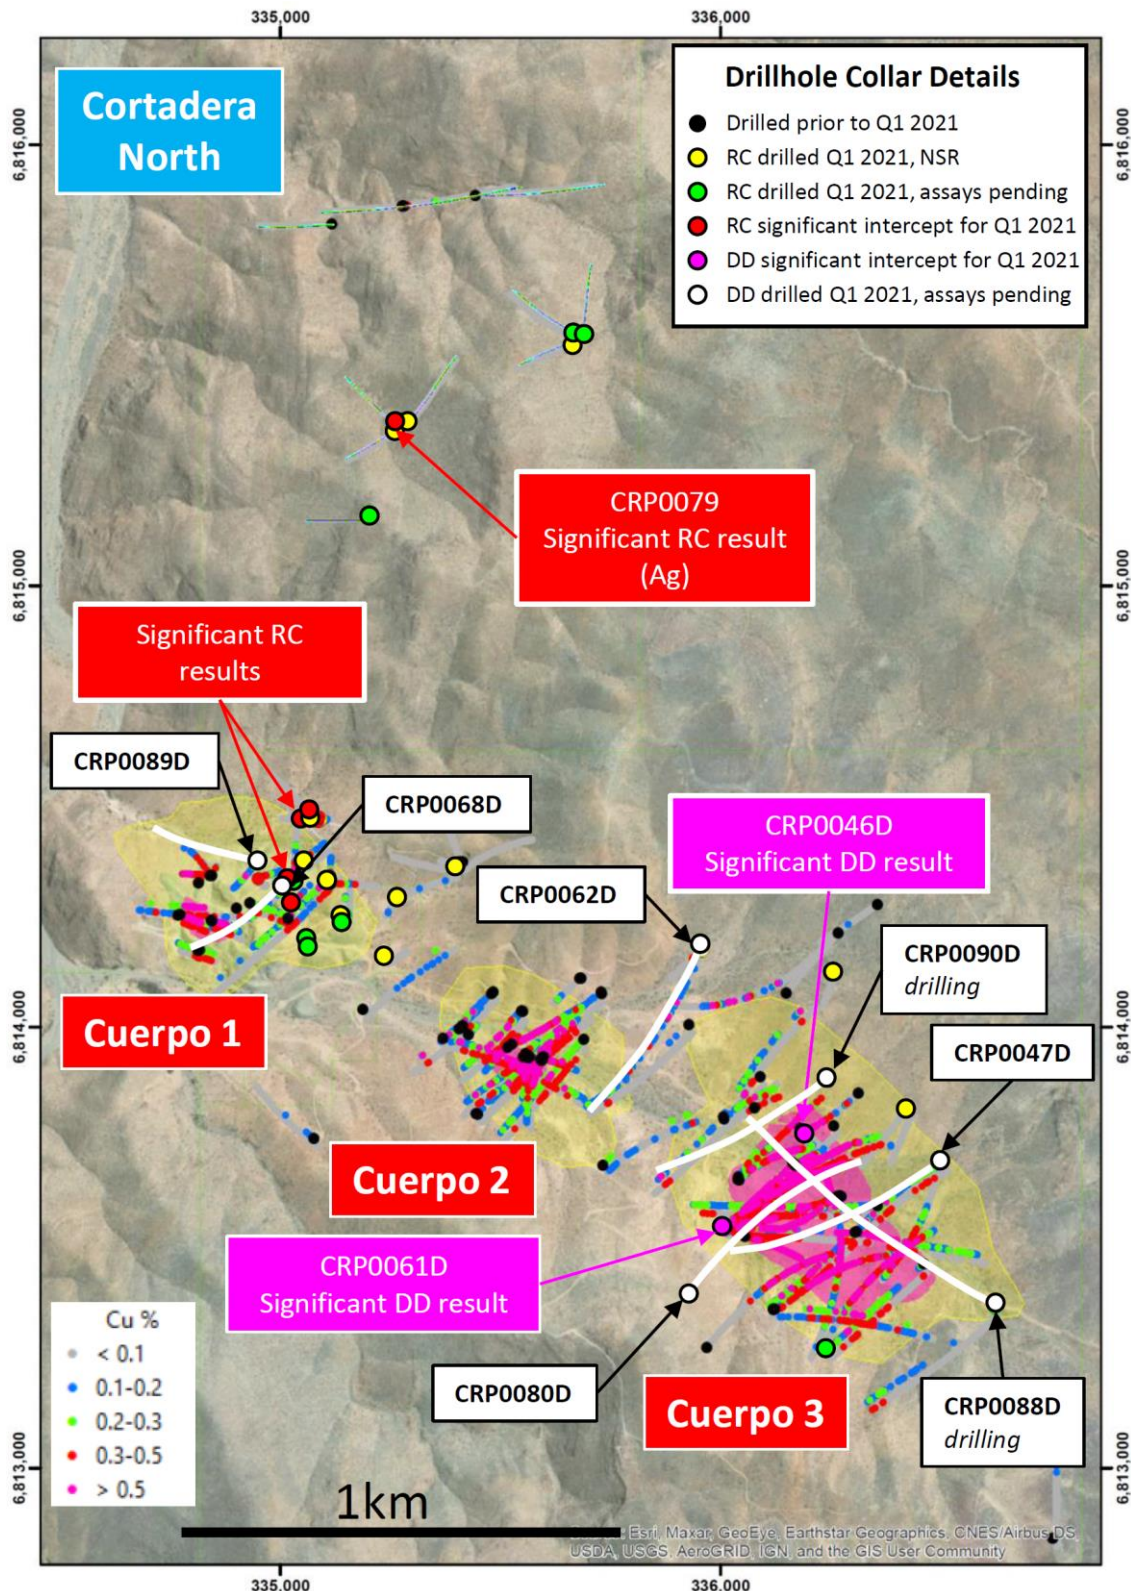 335,000
336,000
Cortadera
North
Drillhole Collar Details
Drilled prior to Q1 2021
RC drilled Q1 2021, NSR
RC drilled Q1 2021, assays pending
RC significant intercept for Q1 2021
DD significant intercept for Q1 2021
DD drilled Q1 2021, assays pending
6,816,000
6,816,000
CRP0079
Significant RC result
(Ag)
6,815,000
6,815,000
Significant RC
results
CRP0089D
CRP0068D
CRP0046D
Significant DD result
CRP0062D
CRP0090D
drilling
6,814,000
6,814,000
Cuerpo 1
CRP0047D
Cuerpo 2
CRP0061D
Significant DD result
Cu %
< 0.1
0.1-0.2
0.2-0.3
0.3-0.5
> 0.5
CRP0080D
Cuerpo 3
CRP0088D
drilling
6,813,000
6,813,000
1km
Esri, Maxar, GeoEye, Earthstar Geographics, CNES/Airbus DS,
USDA, USGS, AeroGRID, IGN, and the GIS User Community
335,000
336,000